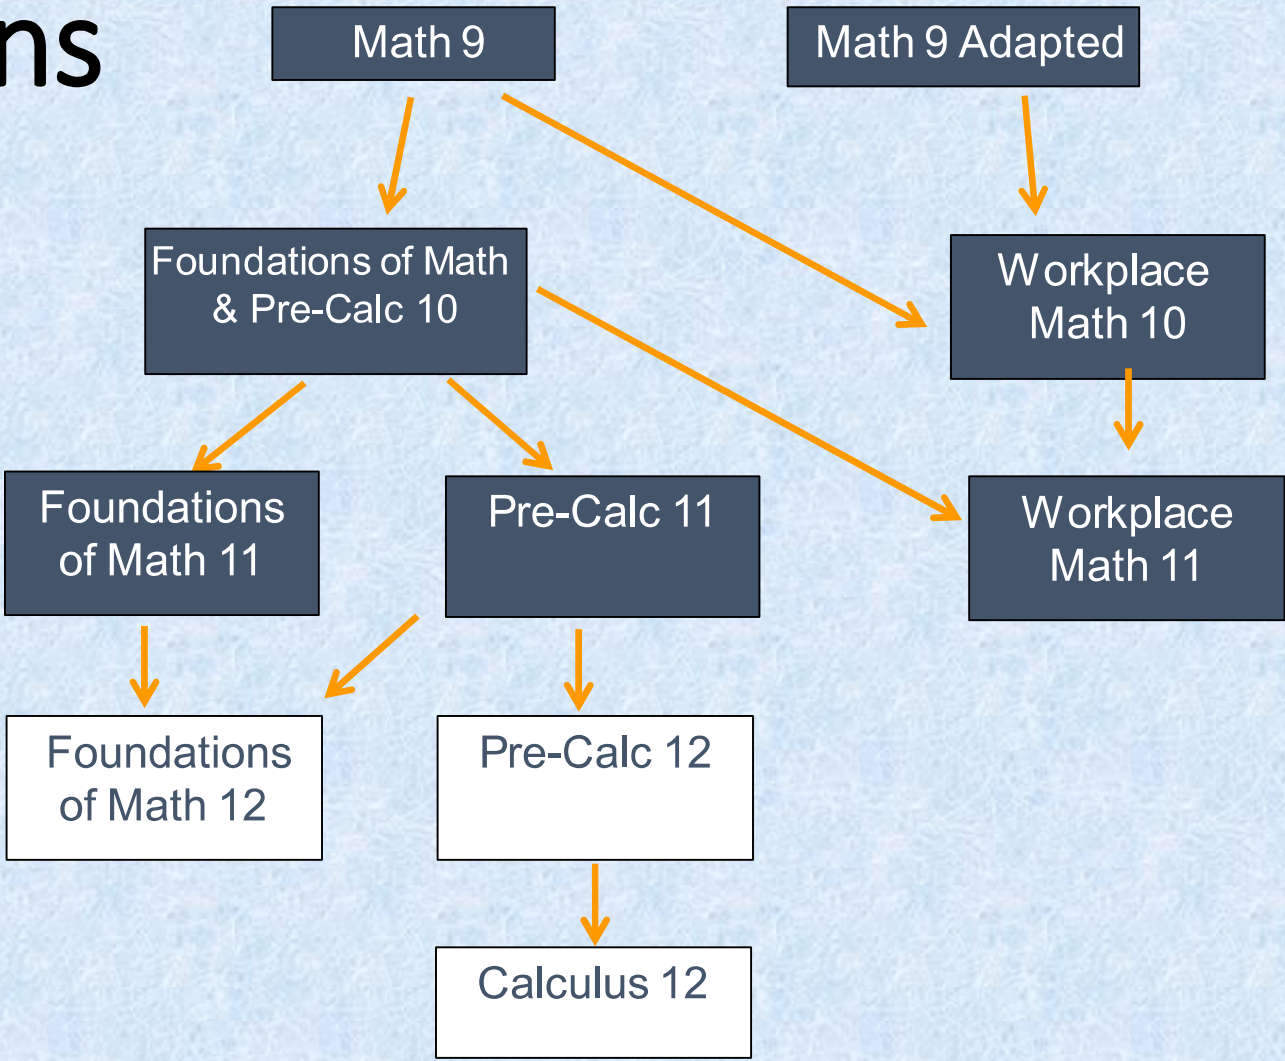 ns
Math 9
Math 9 Adapted
Foundations of Math
& Pre-Calc 10
Workplace
Math 10
Foundations
of Math 11
Pre-Calc 11
Workplace
Math 11
Foundations
of Math 12
Pre-Calc 12
Calculus 12